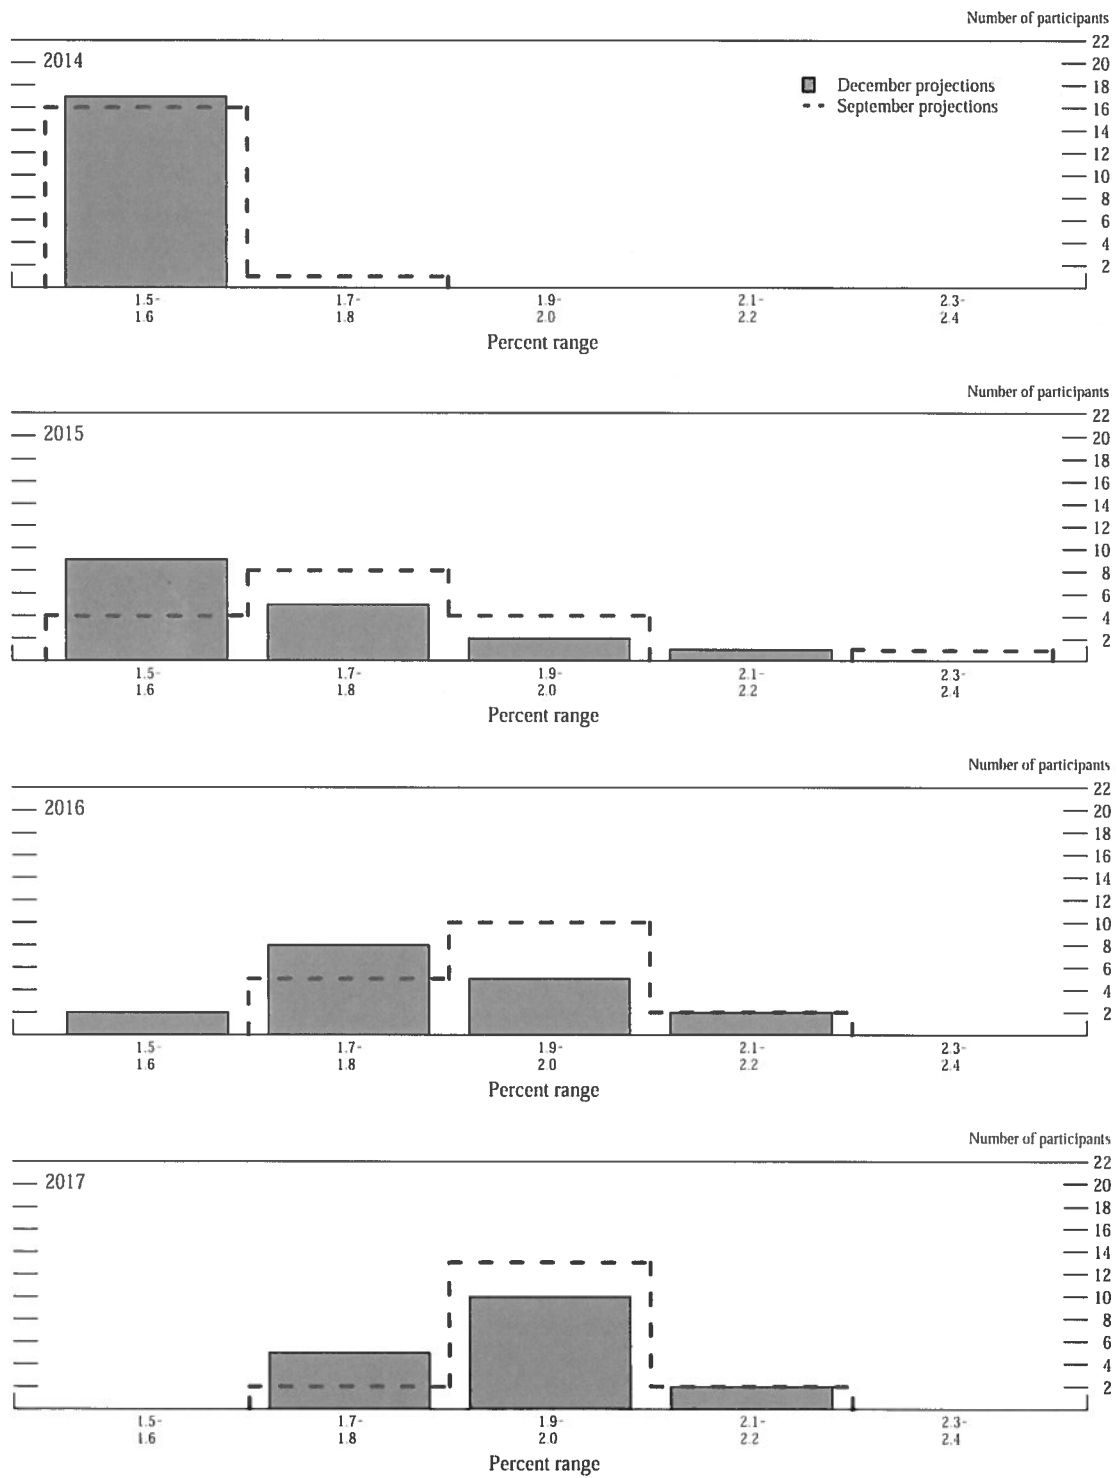 Number of participants
22
2014
20
December projections
18
September projections
16
14
12
10
8
6
4
2
1.5- 1.7- 1.9- 2.1- 2.3-
1.6 1.8 2.0 2.2 2.4
Percent range
Number of participants
22
2015
20
18
16
14
12
10
8
6
4
2
1.5- 1.7- 1.9- 2.1- 2.3-
1.6 1.8 2.0 2.2 2.4
Percent range
Number of participants
22
2016
20
18
16
14
12
10
8
6
4
2
1.5- 1.7- 1.9- 2.1- 2.3-
1.6 1.8 2.0 2.2 2.4
Percent range
Number of participants
22
2017
20
18
16
14
12
10
8
6
4
2
1.5- 1.7- 1.9- 2.1- 2.3-
1.6 1.8 2.0 2.2 2.4
Percent range